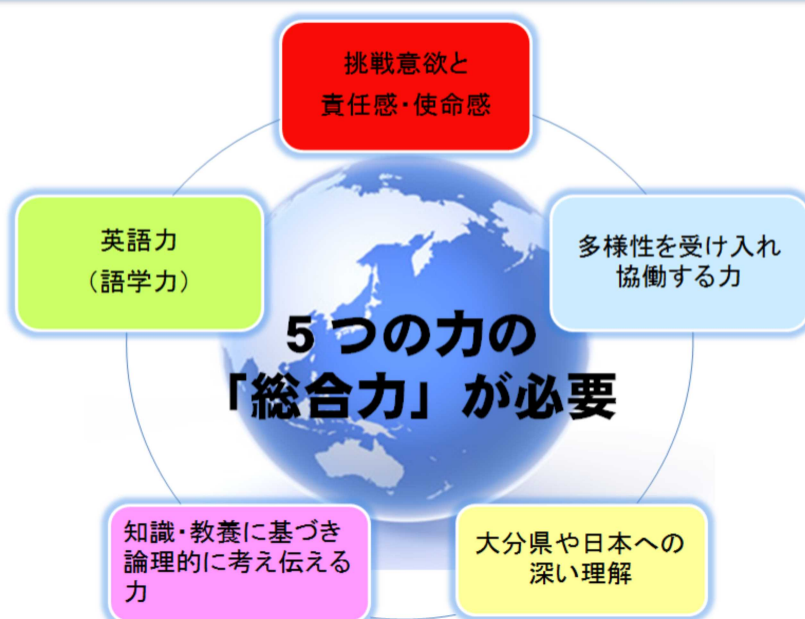 挑戦意欲と
責任感・使命感
英語力
（語学力）
多様性を受け入れ
協働する力
５つの力の
「総合力」が必要
知識・教養に基づき
論理的に考え伝える
力
大分県や日本への
深い理解